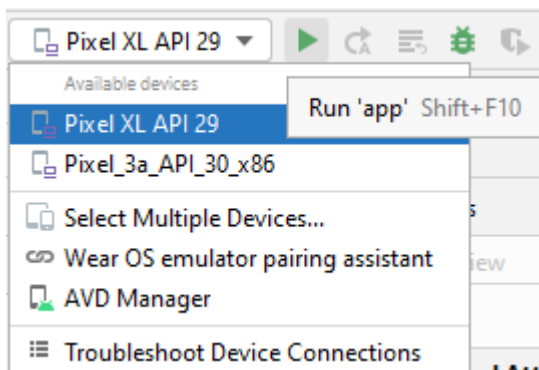 Pixel XL API 29
Available devices
Run 'app' Shift+F10
Pixel XL API 29
Pixel_3a_API_30_x86
Select Multiple Devices...
Wear OS emulator pairing assistant
AVD Manager
Troubleshoot Device Connections